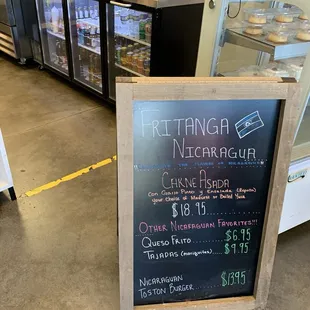 FRITANGA
NICARAGUA
CARNE ASADA
con Gallo Pinto y Ensalada (Repollo)
your Choice of Maduros or Boiled Yuca
$18.95
OTHER NICARAGUAN FAVORITES!!!
QUESO FRITO $6.95
TAJADAS $9.95
NICARAGUAN
TOSTON BURGER $13.95